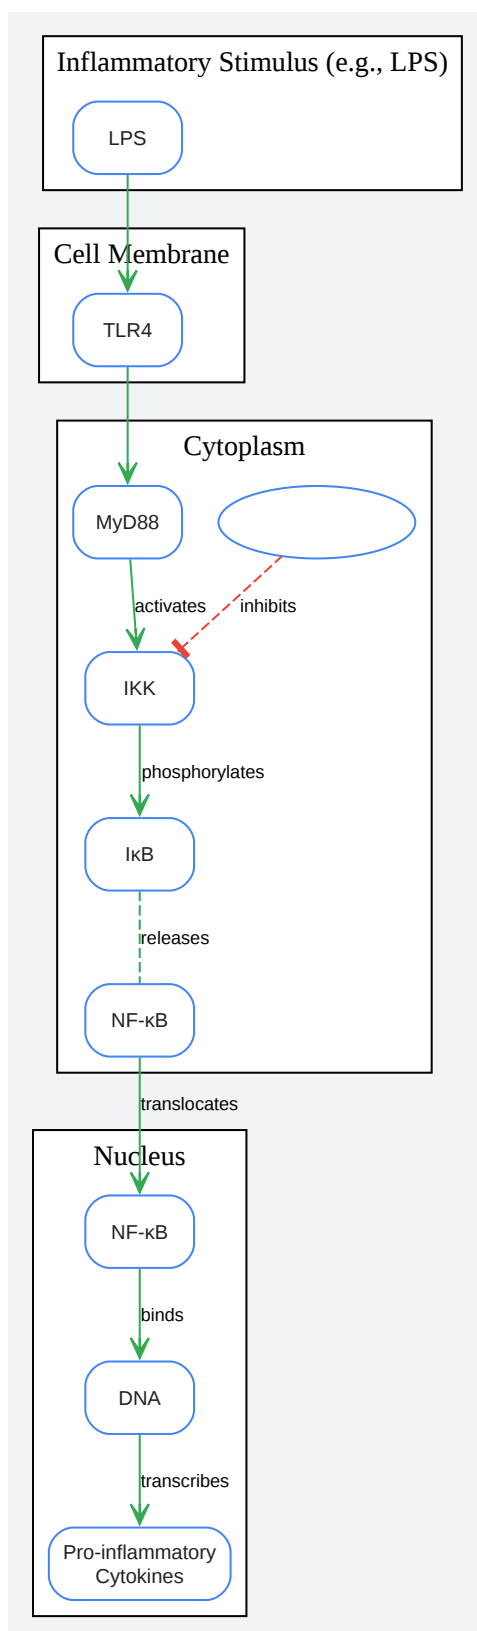 Inflammatory Stimulus (e.g., LPS)
LPS
Cell Membrane
TLR4
Cytoplasm
MyD88
activates
inhibits
IKK
phosphorylates
IκB
releases
NF-κB
translocates
Nucleus
NF-κB
binds
DNA
transcribes
Pro-inflammatory
Cytokines